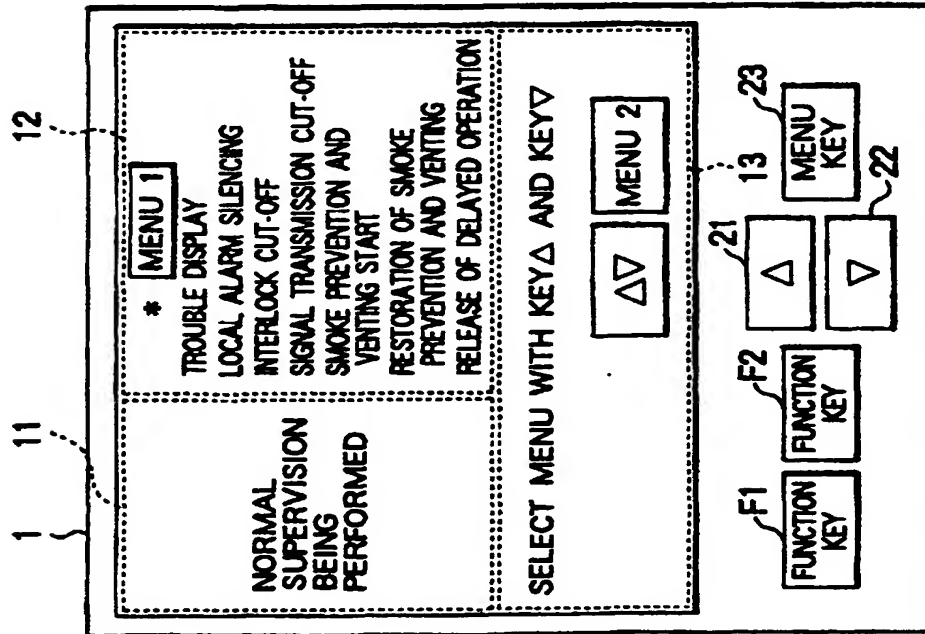 1
11
12
NORMAL
SUPERVISION
BEING
PERFORMED
* MENU 1
TROUBLE DISPLAY
LOCAL ALARM SILENCING
INTERLOCK CUT-OFF
SIGNAL TRANSMISSION CUT-OFF
SMOKE PREVENTION AND
VENTING START
RESTORATION OF SMOKE
PREVENTION AND VENTING
RELEASE OF DELAYED OPERATION
SELECT MENU WITH KEY△ AND KEY▽
△▽
MENU 2
13
F1
F2
21
23
FUNCTION
KEY
FUNCTION
KEY
△
MENU
KEY
▽
22